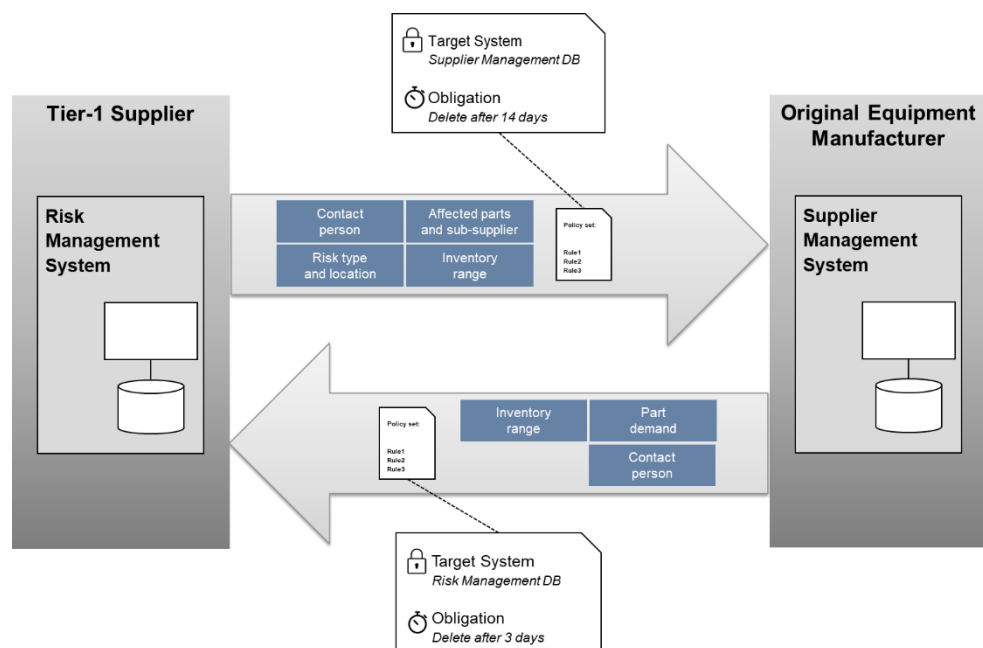 Target System
Supplier Management DB
Obligation
Delete after 14 days
Tier-1 Supplier
Original Equipment
Manufacturer
Risk
Management
System
Contact
person
Affected parts
and sub-supplier
Risk type
and location
Inventory
range
Policy set:
Rule1
Rule2
Rule3
Supplier
Management
System
Policy set:
Rule1
Rule2
Rule3
Inventory
range
Part
demand
Contact
person
Target System
Risk Management DB
Obligation
Delete after 3 days